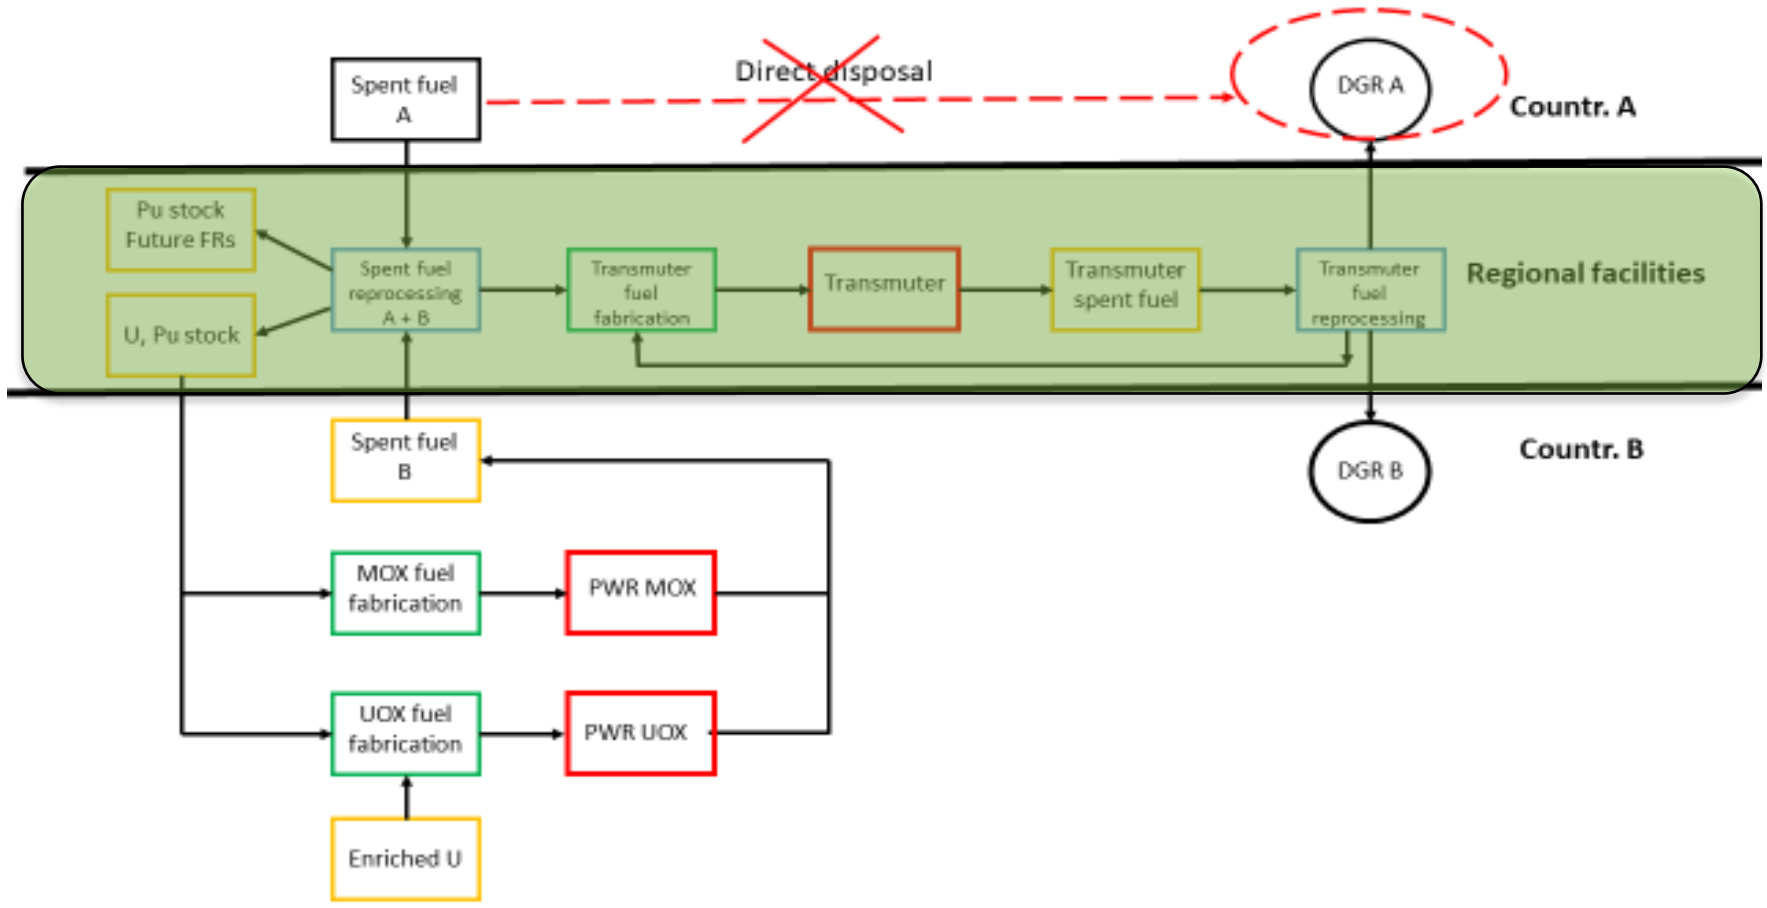 Spent fuel
A
Direct disposal
DGR A
Countr. A
Pu stock
Future FRs
U, Pu stock
Spent fuel
reprocessing
A + B
Transmuter
fuel
fabrication
Transmuter
Transmuter
spent fuel
Transmuter
fuel
reprocessing
Regional facilities
Spent fuel
B
DGR B
Countr. B
MOX fuel
fabrication
PWR MOX
UOX fuel
fabrication
PWR UOX
Enriched U